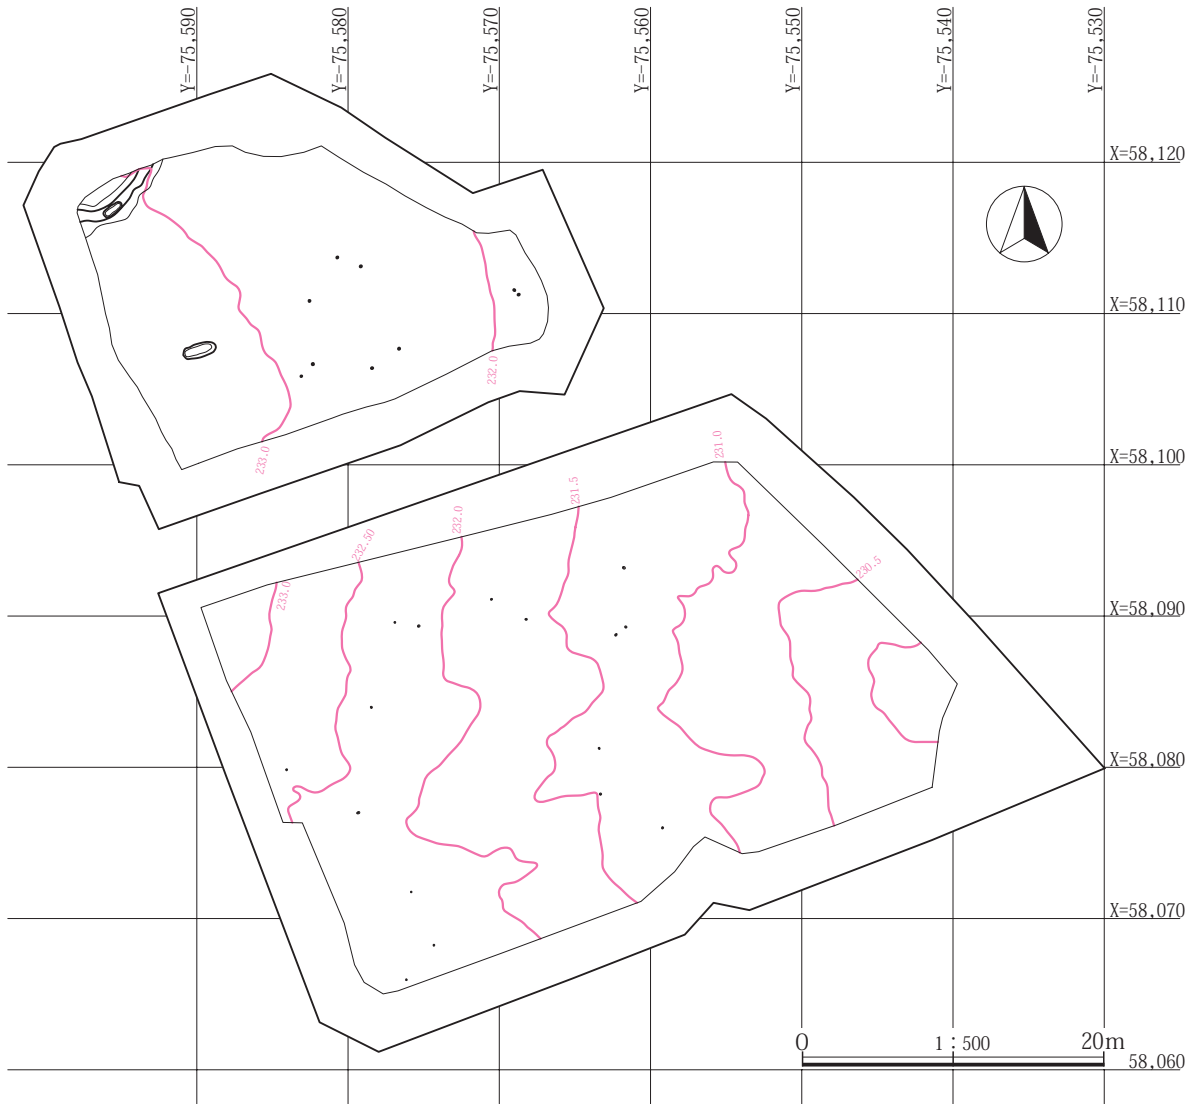 Y=-75,590
Y=-75,580
Y=-75,570
Y=-75,560
Y=-75,550
Y=-75,540
Y=-75,530
X=58,120
X=58,110
232.0
233.0
X=58,100
231.0
231.5
232.0
232.50
230.5
233.0
X=58,090
X=58,080
X=58,070
0
1：500
20m
58,060